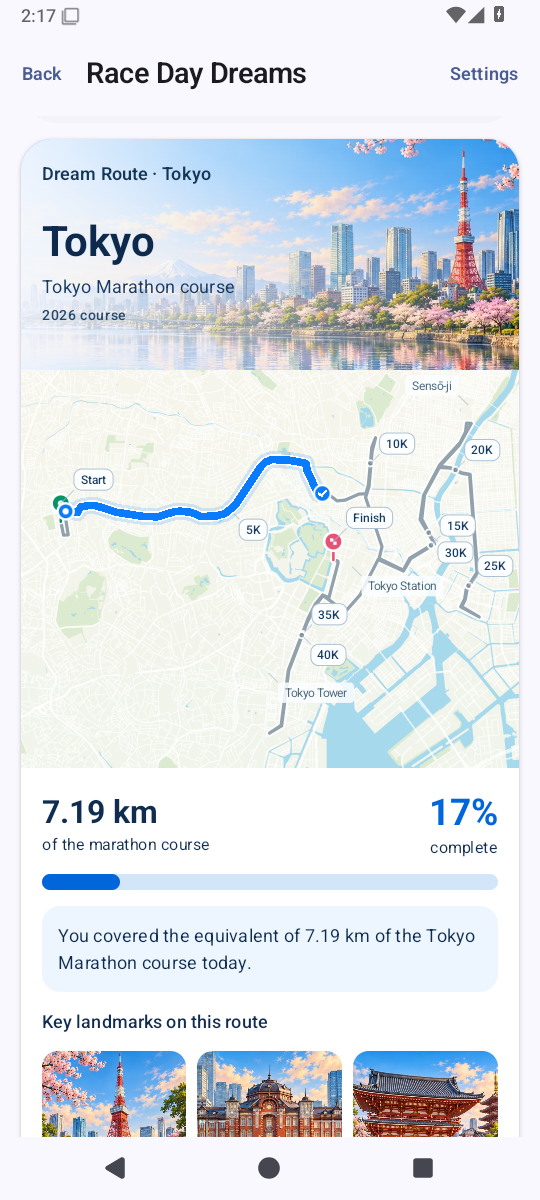 2:17
Back
Race Day Dreams
Settings
Dream Route · Tokyo
Tokyo
Tokyo Marathon course
2026 course
Sensō-ji
10K
20K
Start
5K
Finish
15K
30K
25K
Tokyo Station
35K
40K
Tokyo Tower
7.19 km
17%
of the marathon course
complete
You covered the equivalent of 7.19 km of the Tokyo
Marathon course today.
Key landmarks on this route